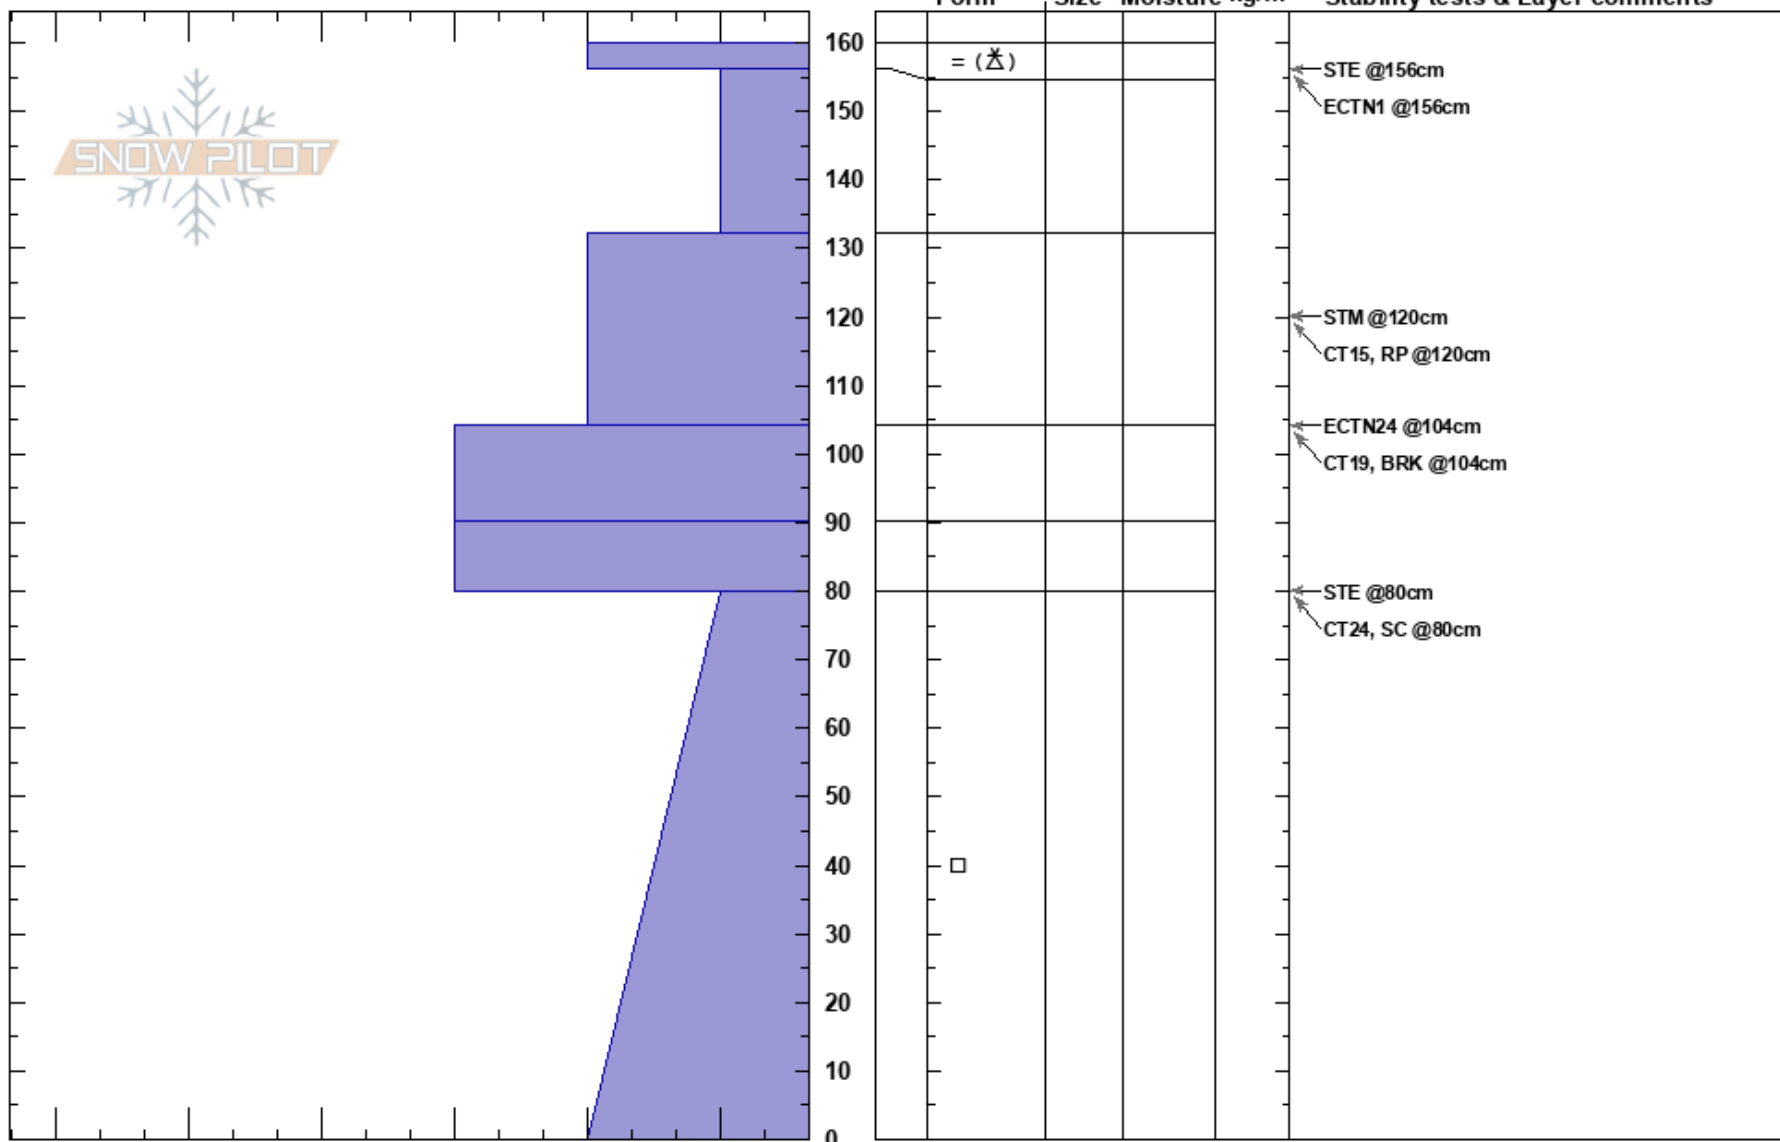 Form Size Moisture kg/m Stability tests & Layer comments
160
= ( )
STE @156cm
SNOW PILOT
150
ECTN1 @156cm
140
130
120
STM @120cm
CT15, RP @120cm
110
ECTN24 @104cm
100
CT19, BRK @104cm
90
80
STE @80cm
CT24, SC @80cm
70
60
50
40
30
20
10
0